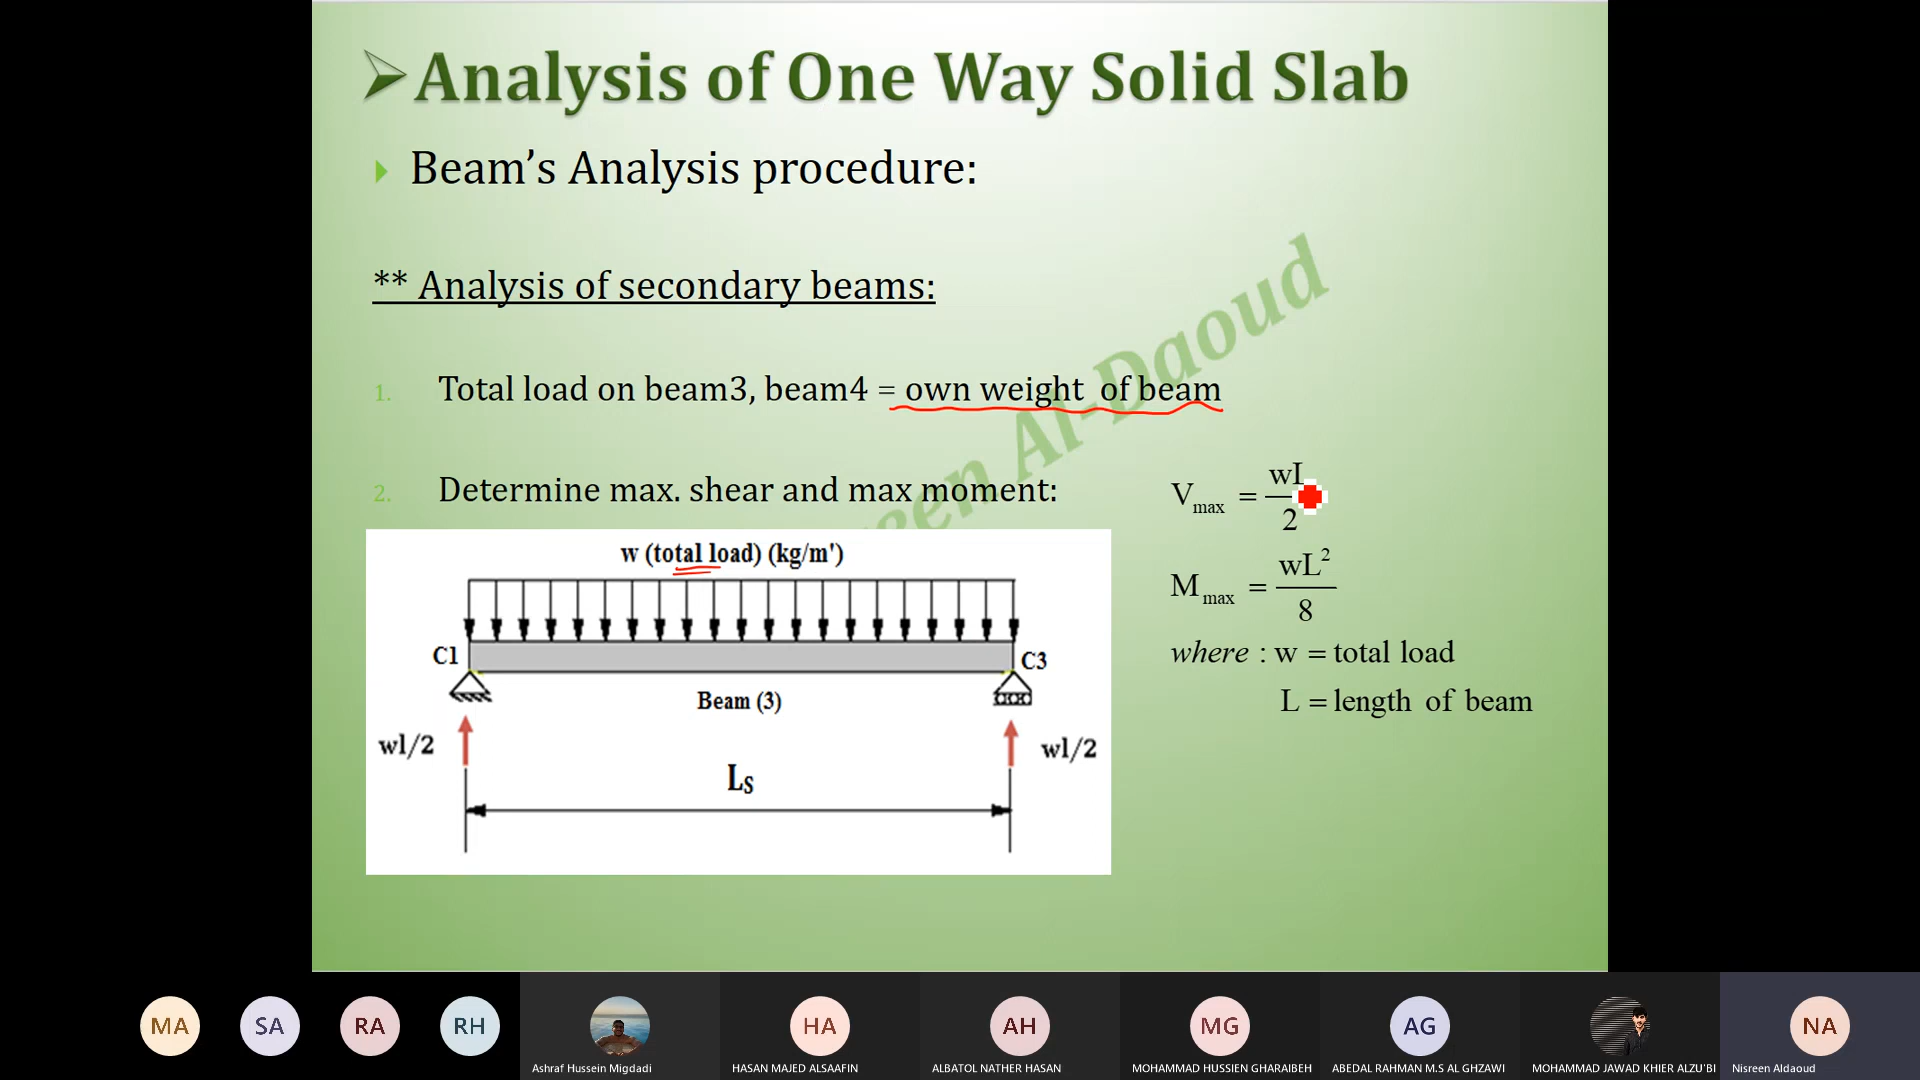 Analysis of One Way Solid Slab
Beam’s Analysis procedure:
** Analysis of secondary beams:
1. Total load on beam3, beam4 = own weight of beam
2. Determine max. shear and max moment:
Vmax = wL/2
Mmax = wL²/8
where : w = total load
L = length of beam
w (total load) (kg/m')
C1
C3
Beam (3)
wl/2
wl/2
LS
Al-Daoud
MA
SA
RA
RH
HA
AH
MG
AG
NA
Ashraf Hussein Migdadi
HASAN MAJED ALSAAFIN
ALBATOL NATHER HASAN
MOHAMMAD HUSSIEN GHARAIBEH
ABEDAL RAHMAN M.S AL GHZAWI
MOHAMMAD JAWAD KHIER ALZU'BI
Nisreen Aldaoud